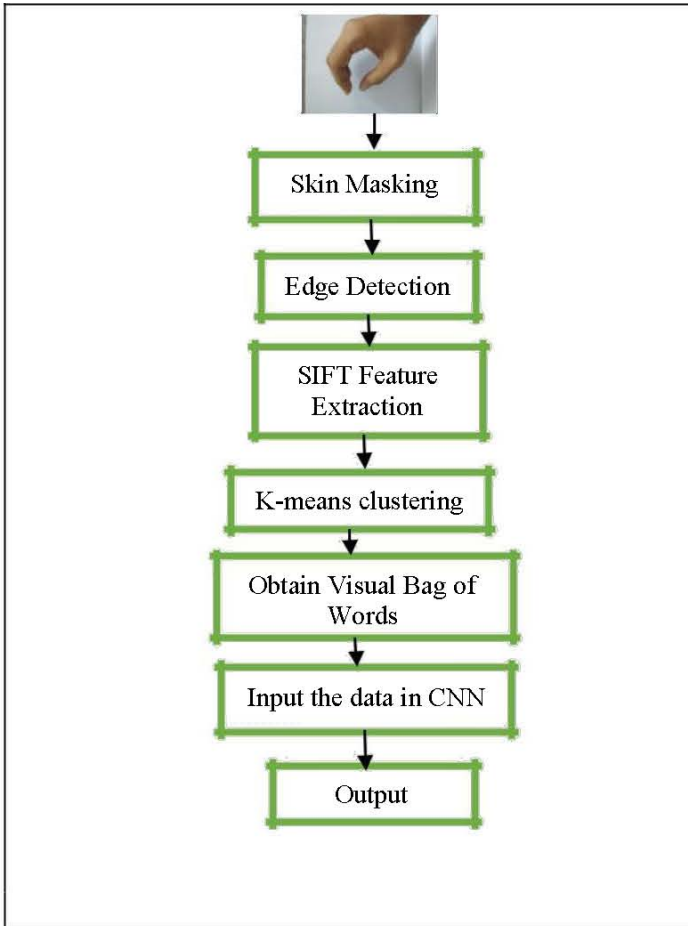 Skin Masking
Edge Detection
SIFT Feature
Extraction
K-means clustering
Obtain Visual Bag of
Words
Input the data in CNN
Output